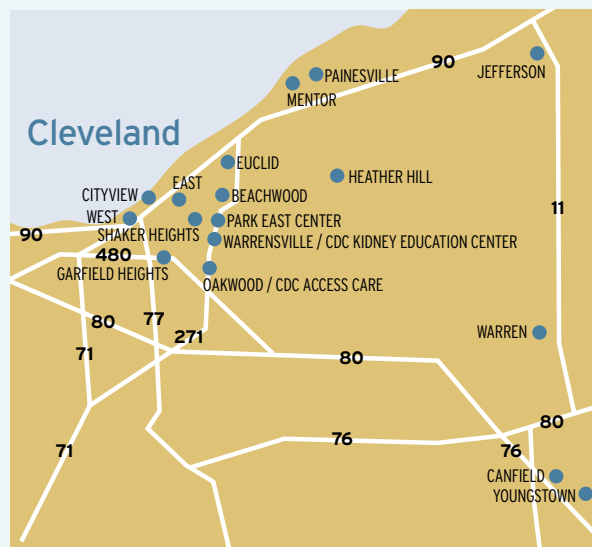 90
PAINESVILLE
JEFFERSON
MENTOR
Cleveland
EUCLID
HEATHER HILL
EAST
CITYVIEW
BEACHWOOD
WEST
11
PARK EAST CENTER
SHAKER HEIGHTS
90
WARRENSVILLE / CDC KIDNEY EDUCATION CENTER
480
GARFIELD HEIGHTS
OAKWOOD / CDC ACCESS CARE
80
77
271
WARREN
71
80
80
76
76
71
CANFIELD
YOUNGSTOWN